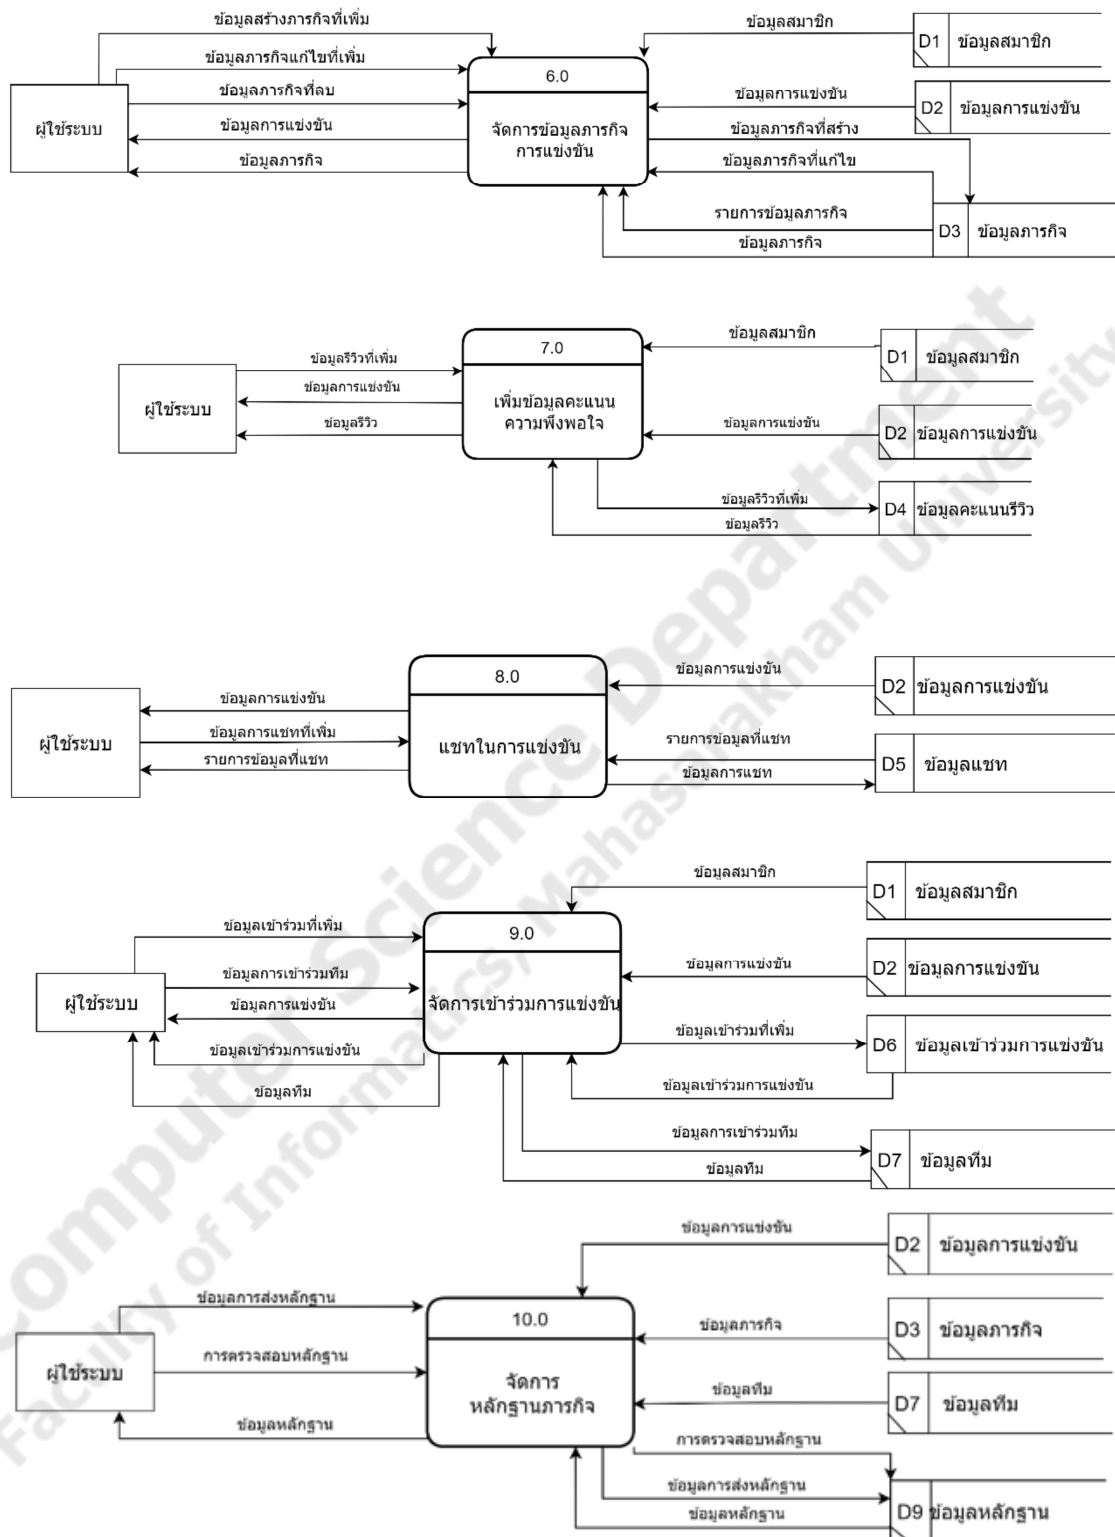 ข้อมูลสร้างภารกิจที่เพิ่ม
ข้อมูลสมาชิก
D1 ข้อมูลสมาชิก
ข้อมูลภารกิจแก้ไขที่เพิ่ม
6.0
ข้อมูลภารกิจที่ลบ
ข้อมูลการแข่งขัน
D2 ข้อมูลการแข่งขัน
ผู้ใช้ระบบ
จัดการข้อมูลภารกิจ
การแข่งขัน
ข้อมูลการแข่งขัน
ข้อมูลภารกิจที่สร้าง
ข้อมูลภารกิจ
ข้อมูลภารกิจที่แก้ไข
รายการข้อมูลภารกิจ
D3 ข้อมูลภารกิจ
ข้อมูลภารกิจ
ข้อมูลสมาชิก
7.0
D1 ข้อมูลสมาชิก
ข้อมูลรีวิวที่เพิ่ม
ข้อมูลการแข่งขัน
ผู้ใช้ระบบ
เพิ่มข้อมูลคะแนน
ความพึงพอใจ
ข้อมูลรีวิว
ข้อมูลการแข่งขัน
D2 ข้อมูลการแข่งขัน
ข้อมูลรีวิวที่เพิ่ม
D4 ข้อมูลคะแนนรีวิว
ข้อมูลรีวิว
ข้อมูลการแข่งขัน
8.0
D2 ข้อมูลการแข่งขัน
ข้อมูลการแข่งขัน
ข้อมูลการแชทที่เพิ่ม
ผู้ใช้ระบบ
แชทในการแข่งขัน
รายการข้อมูลที่แชท
รายการข้อมูลที่แชท
D5 ข้อมูลแชท
ข้อมูลการแชท
ข้อมูลสมาชิก
D1 ข้อมูลสมาชิก
ข้อมูลเข้าร่วมที่เพิ่ม
9.0
ข้อมูลการแข่งขัน
D2 ข้อมูลการแข่งขัน
ข้อมูลการเข้าร่วมทีม
ผู้ใช้ระบบ
จัดการเข้าร่วมการแข่งขัน
ข้อมูลการแข่งขัน
ข้อมูลเข้าร่วมที่เพิ่ม
D6 ข้อมูลเข้าร่วมการแข่งขัน
ข้อมูลเข้าร่วมการแข่งขัน
ข้อมูลทีม
ข้อมูลเข้าร่วมการแข่งขัน
ข้อมูลการเข้าร่วมทีม
D7 ข้อมูลทีม
ข้อมูลทีม
ข้อมูลการแข่งขัน
D2 ข้อมูลการแข่งขัน
ข้อมูลการส่งหลักฐาน
10.0
ข้อมูลภารกิจ
D3 ข้อมูลภารกิจ
การตรวจสอบหลักฐาน
ผู้ใช้ระบบ
จัดการ
หลักฐานภารกิจ
ข้อมูลทีม
D7 ข้อมูลทีม
ข้อมูลหลักฐาน
การตรวจสอบหลักฐาน
ข้อมูลการส่งหลักฐาน
ข้อมูลหลักฐาน
D9 ข้อมูลหลักฐาน
Computer Science Department
Faculty of Informatics, Mahasarakham University